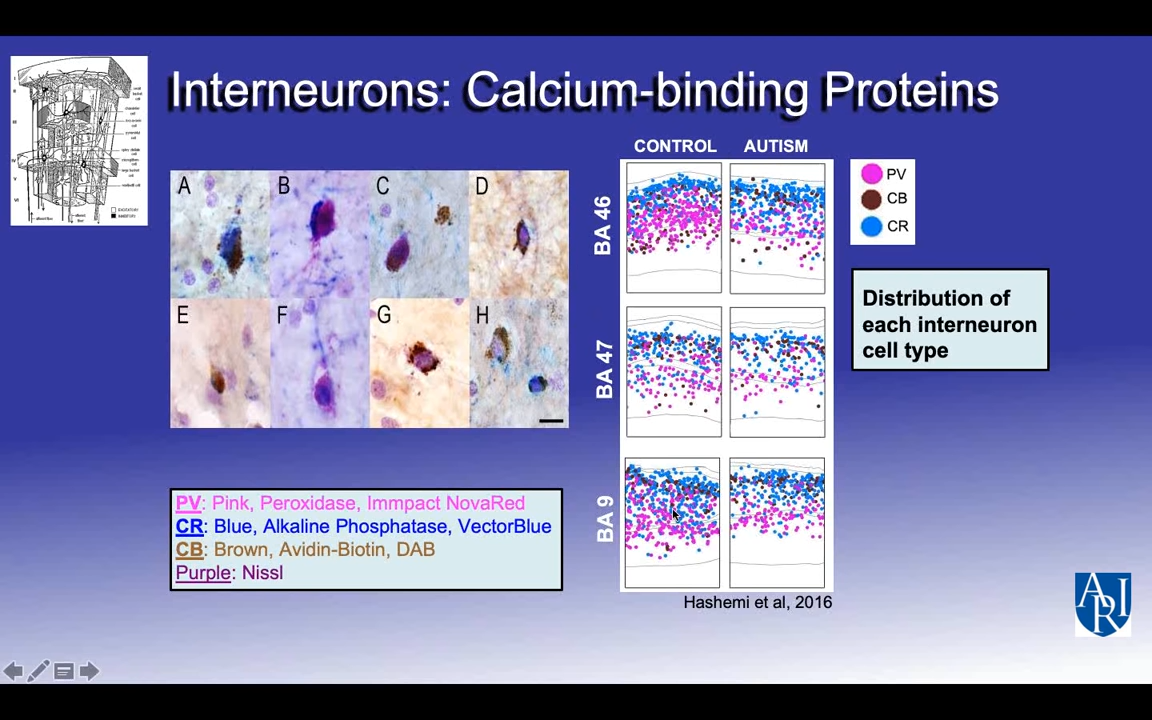 Interneurons: Calcium-binding Proteins
CONTROL AUTISM
A B C D
E F G H
BA 46
BA 47
BA 9
PV
CB
CR
Distribution of
each interneuron
cell type
PV: Pink, Peroxidase, Immpact NovaRed
CR: Blue, Alkaline Phosphatase, VectorBlue
CB: Brown, Avidin-Biotin, DAB
Purple: Nissl
Hashemi et al, 2016
ARI